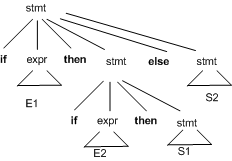 stmt
if expr then stmt else stmt
E1 S2
if expr then stmt
E2 S1